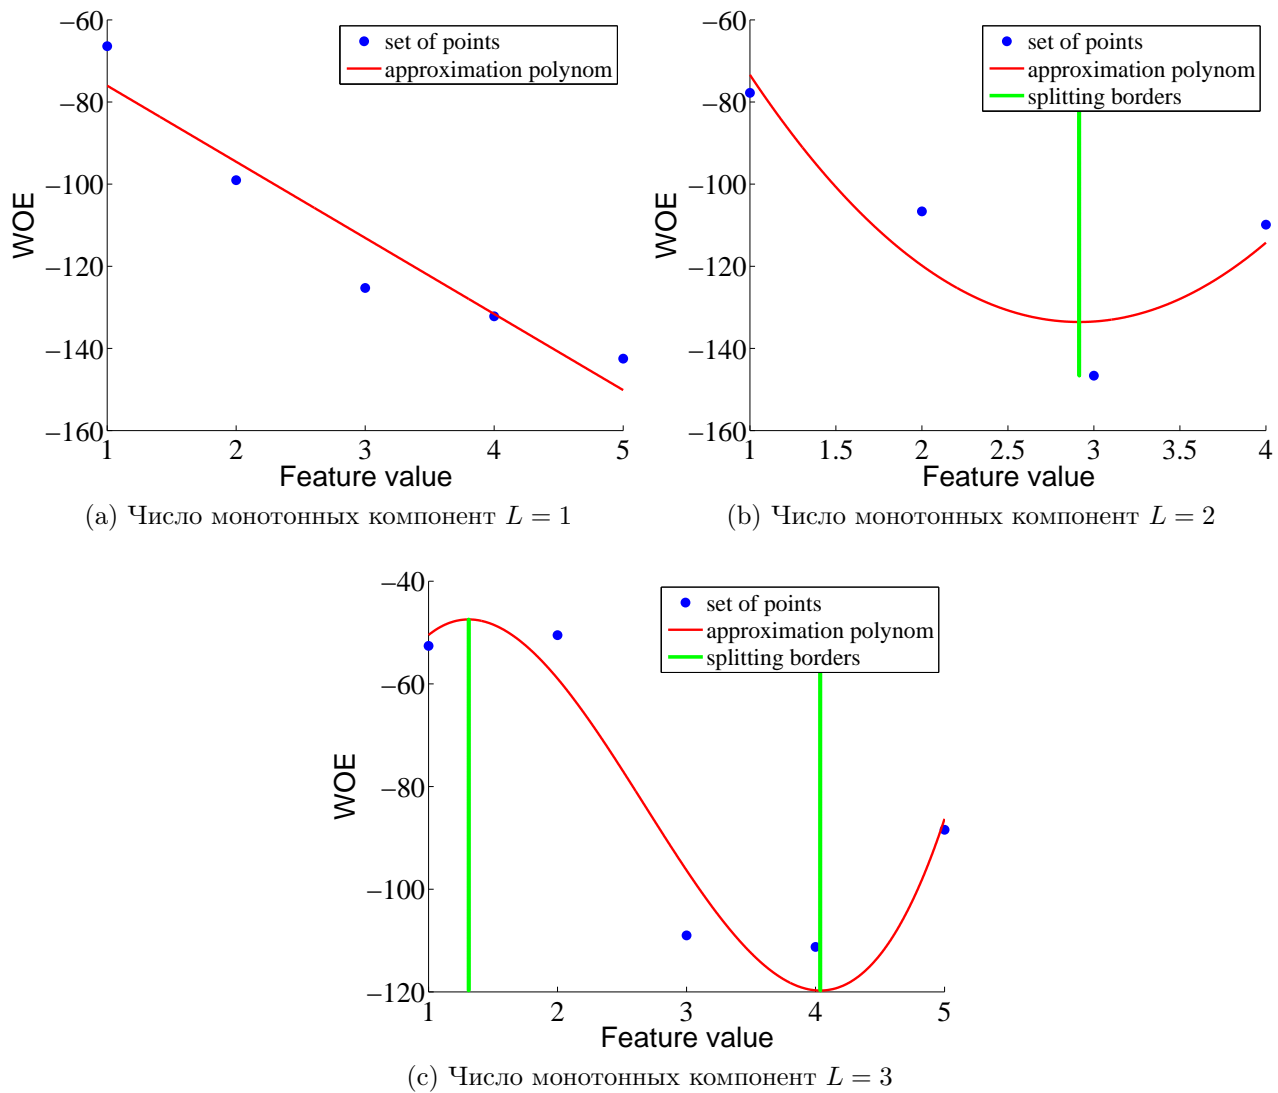 −60
−80
−100
−120
−140
−160
WOE
1 2 3 4 5
Feature value
set of points
approximation polynom
(a) Число монотонных компонент L = 1
−60
−80
−100
−120
−140
−160
WOE
1 1.5 2 2.5 3 3.5 4
Feature value
set of points
approximation polynom
splitting borders
(b) Число монотонных компонент L = 2
−40
−60
−80
−100
−120
WOE
1 2 3 4 5
Feature value
set of points
approximation polynom
splitting borders
(c) Число монотонных компонент L = 3